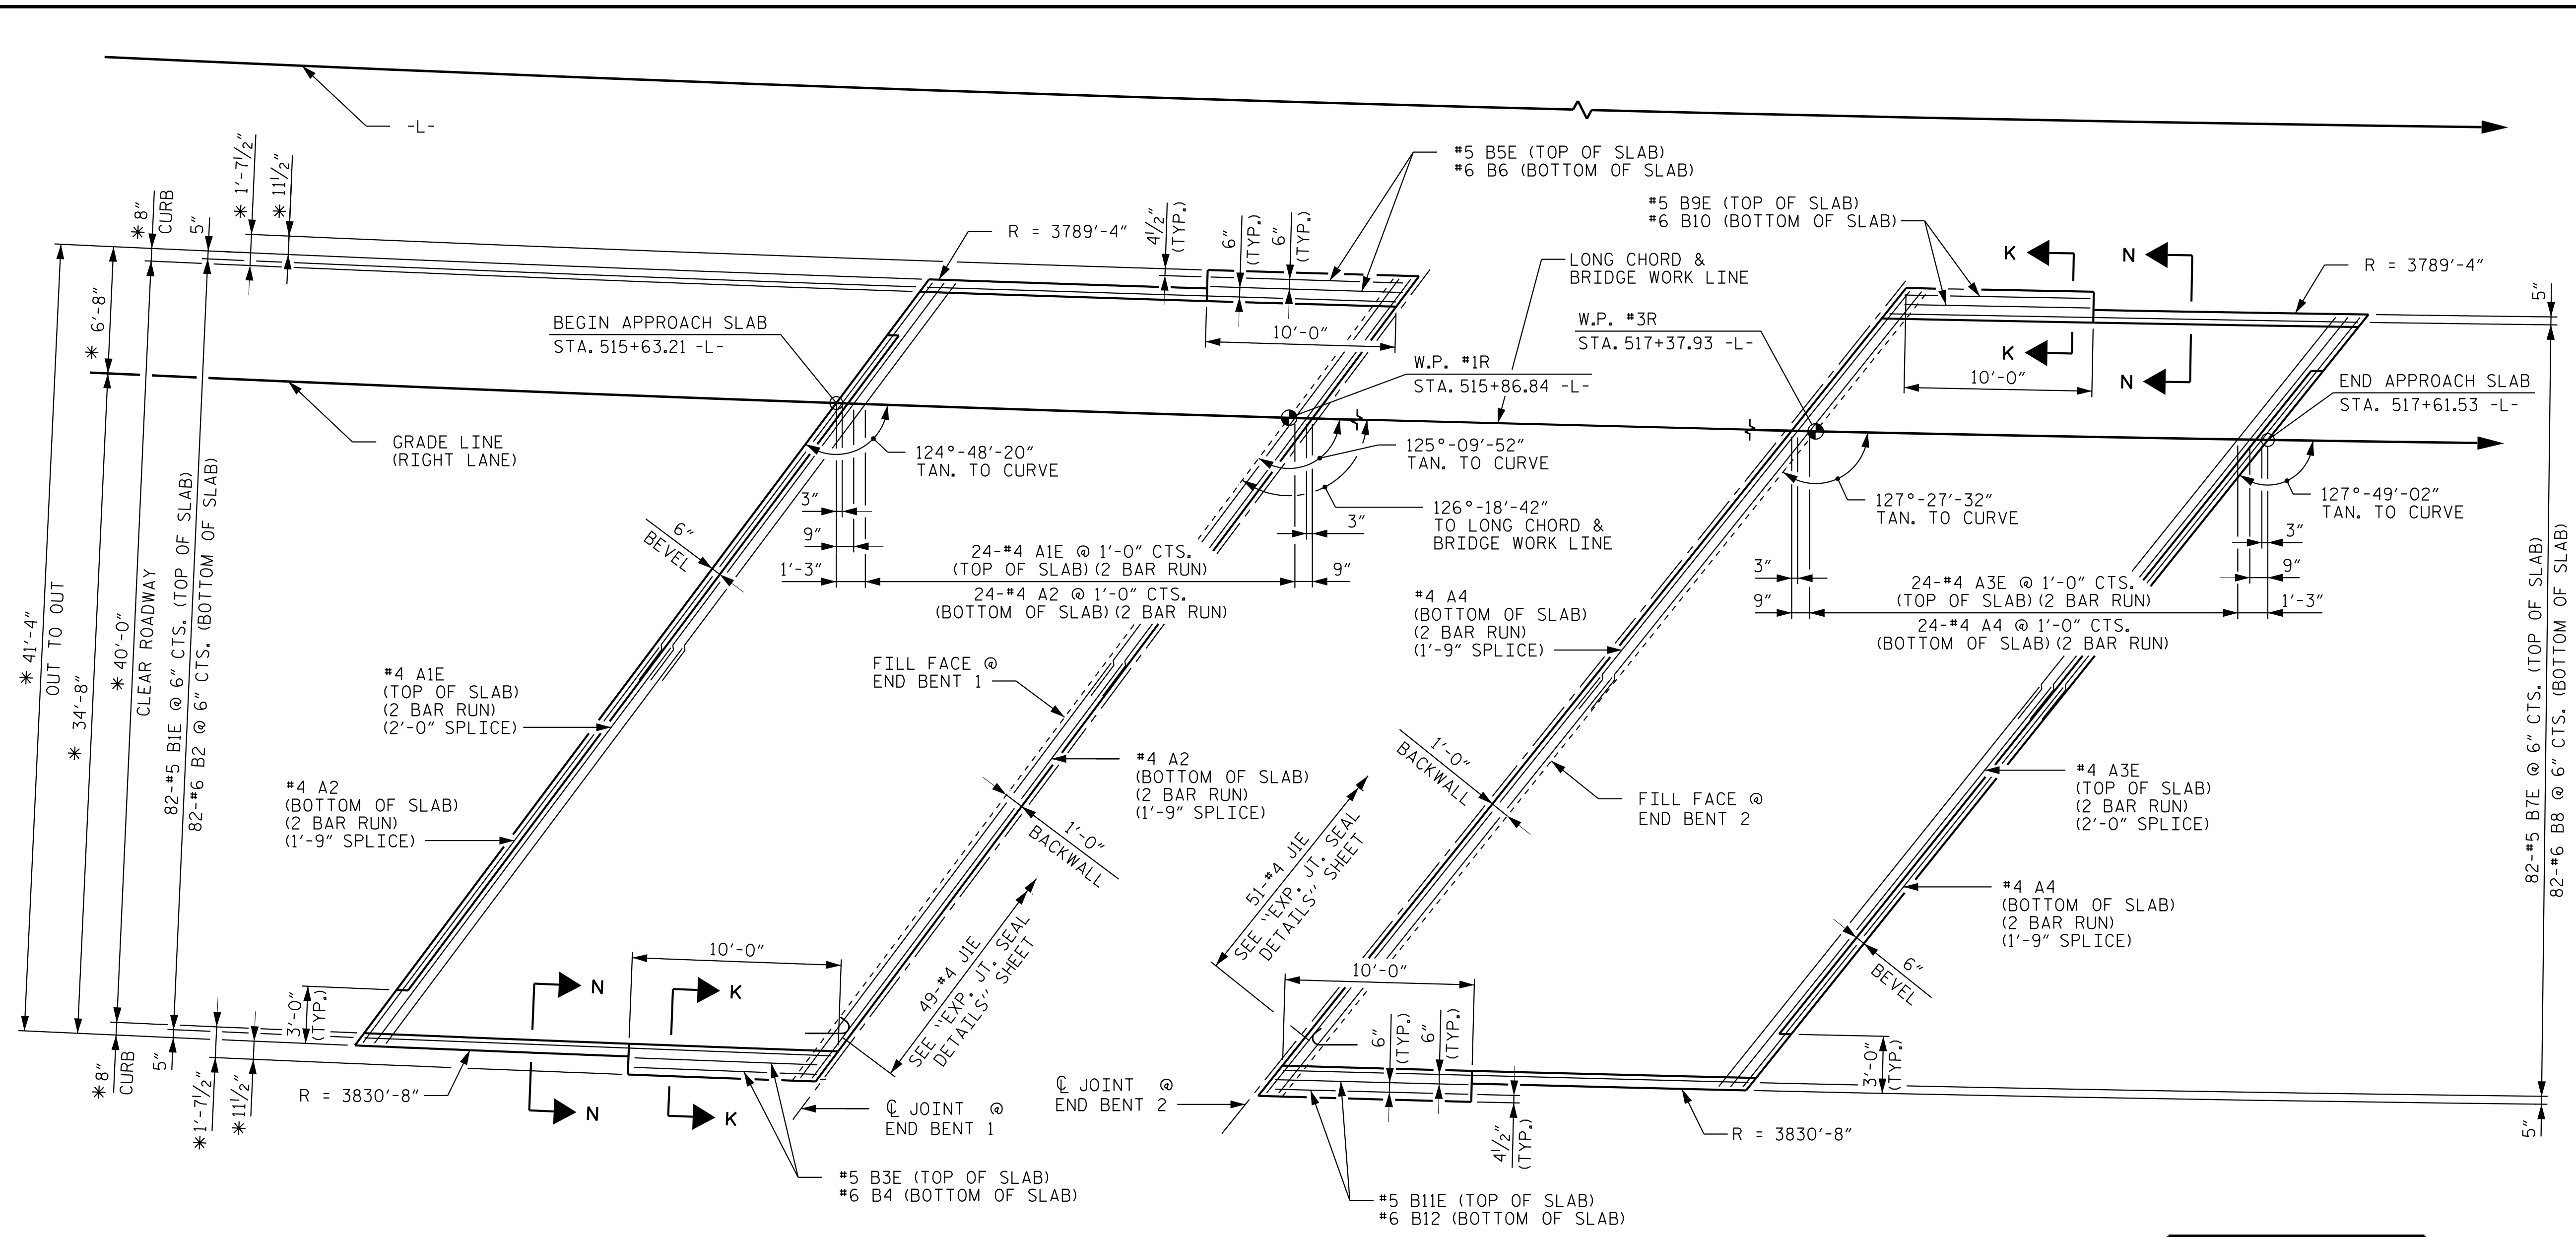 -L-
✳ 1'-7 1/2"
✳ 11 1/2"
✳ 8"
CURB
5"
✳ 6'-8"
✳ 41'-4"
OUT TO OUT
✳ 34'-8"
✳ 40'-0"
CLEAR ROADWAY
82-#5 B1E @ 6" CTS. (TOP OF SLAB)
82-#6 B2 @ 6" CTS. (BOTTOM OF SLAB)
GRADE LINE
(RIGHT LANE)
BEGIN APPROACH SLAB
STA. 515+63.21 -L-
R = 3789'-4"
4 1/2"
(TYP.)
6"
(TYP.)
6"
(TYP.)
#5 B5E (TOP OF SLAB)
#6 B6 (BOTTOM OF SLAB)
10'-0"
LONG CHORD &
BRIDGE WORK LINE
W.P. #1R
STA. 515+86.84 -L-
W.P. #3R
STA. 517+37.93 -L-
#5 B9E (TOP OF SLAB)
#6 B10 (BOTTOM OF SLAB)
K
N
K
N
10'-0"
R = 3789'-4"
5"
END APPROACH SLAB
STA. 517+61.53 -L-
124°-48'-20"
TAN. TO CURVE
125°-09'-52"
TAN. TO CURVE
126°-18'-42"
TO LONG CHORD &
BRIDGE WORK LINE
127°-27'-32"
TAN. TO CURVE
127°-49'-02"
TAN. TO CURVE
3"
9"
1'-3"
3"
9"
24-#4 A1E @ 1'-0" CTS.
(TOP OF SLAB) (2 BAR RUN)
24-#4 A2 @ 1'-0" CTS.
(BOTTOM OF SLAB) (2 BAR RUN)
6"
BEVEL
3"
9"
24-#4 A3E @ 1'-0" CTS.
(TOP OF SLAB) (2 BAR RUN)
24-#4 A4 @ 1'-0" CTS.
(BOTTOM OF SLAB) (2 BAR RUN)
3"
9"
1'-3"
#4 A4
(BOTTOM OF SLAB)
(2 BAR RUN)
(1'-9" SPLICE)
FILL FACE @
END BENT 1
#4 A1E
(TOP OF SLAB)
(2 BAR RUN)
(2'-0" SPLICE)
#4 A2
(BOTTOM OF SLAB)
(2 BAR RUN)
(1'-9" SPLICE)
#4 A2
(BOTTOM OF SLAB)
(2 BAR RUN)
(1'-9" SPLICE)
1'-0"
BACKWALL
1'-0"
BACKWALL
FILL FACE @
END BENT 2
#4 A3E
(TOP OF SLAB)
(2 BAR RUN)
(2'-0" SPLICE)
#4 A4
(BOTTOM OF SLAB)
(2 BAR RUN)
(1'-9" SPLICE)
6"
BEVEL
82-#5 B7E @ 6" CTS. (TOP OF SLAB)
82-#6 B8 @ 6" CTS. (BOTTOM OF SLAB)
49-#4 J1E
SEE "EXP. JT. SEAL
DETAILS" SHEET
51-#4 J1E
SEE "EXP. JT. SEAL
DETAILS" SHEET
10'-0"
N
K
N
K
3'-0"
(TYP.)
✳ 8"
CURB
5"
✳ 1'-7 1/2"
✳ 11 1/2"
R = 3830'-8"
℄ JOINT @
END BENT 1
#5 B3E (TOP OF SLAB)
#6 B4 (BOTTOM OF SLAB)
℄ JOINT @
END BENT 2
10'-0"
6"
(TYP.)
6"
(TYP.)
4 1/2"
(TYP.)
#5 B11E (TOP OF SLAB)
#6 B12 (BOTTOM OF SLAB)
R = 3830'-8"
3'-0"
(TYP.)
5"